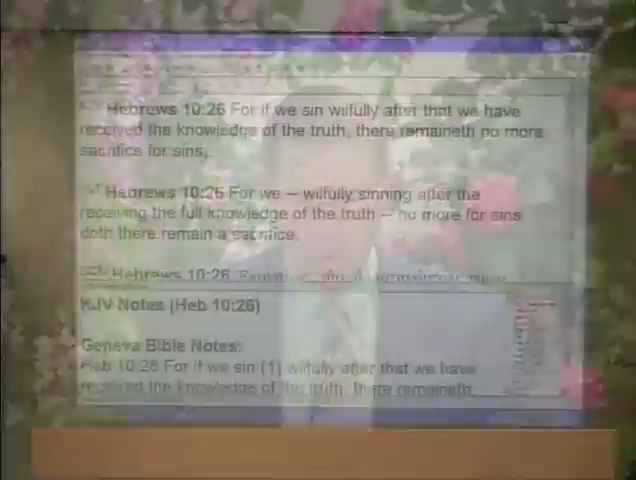 Hebrews 10:26 For if we sin wilfully after that we have
received the knowledge of the truth, there remaineth no more
sacrifice for sins,
Hebrews 10:26 For we -- wilfully sinning after the
receiving the full knowledge of the truth -- no more for sins
doth there remain a sacrifice,
Hebrews 10:26
KJV Notes (Heb 10:26)
Geneva Bible Notes:
Heb 10:26 For if we sin (1) wilfully after that we have
received the knowledge of the truth, there remaineth